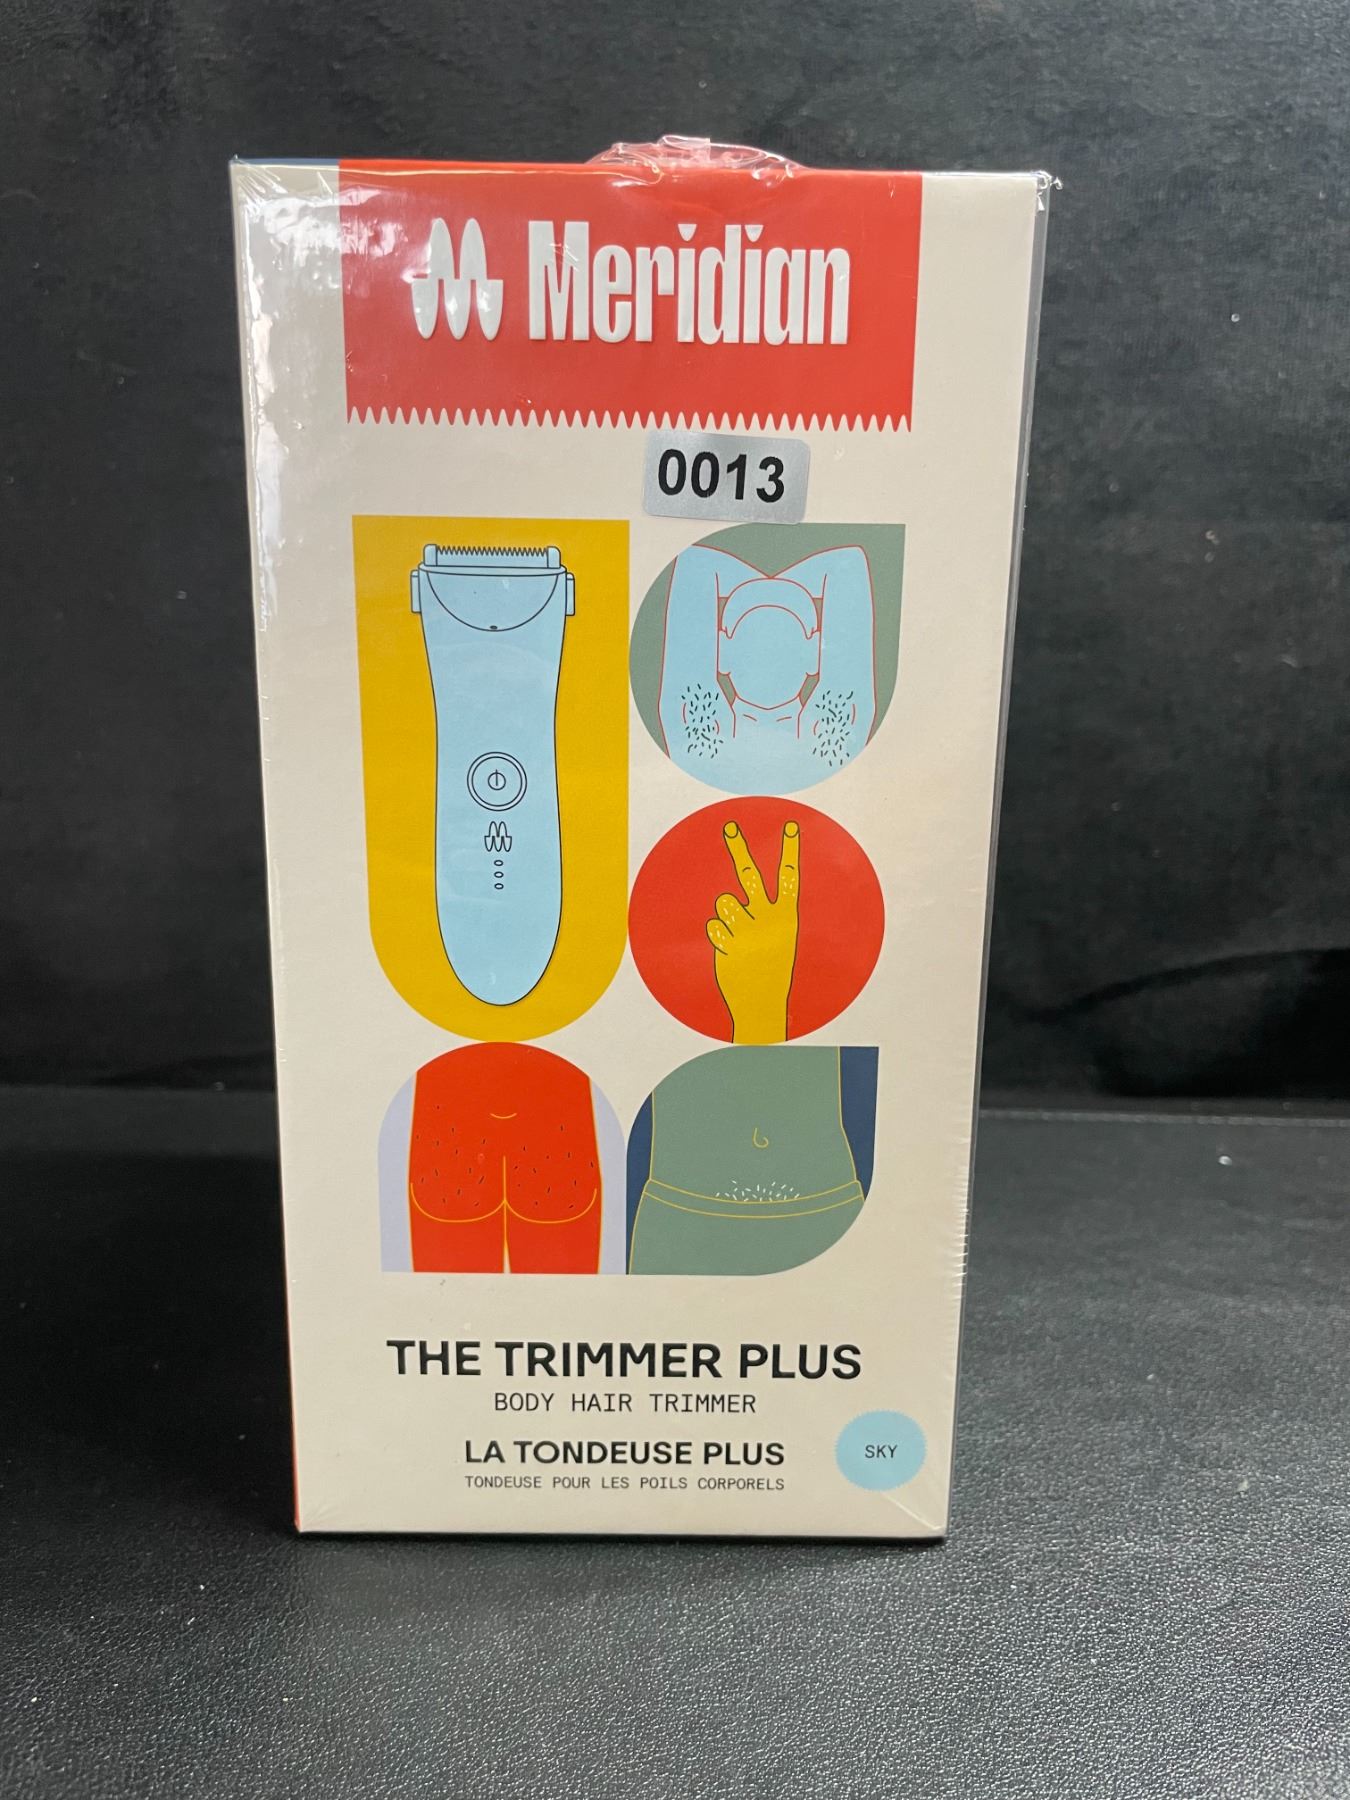 Meridian
0013
THE TRIMMER PLUS
BODY HAIR TRIMMER
LA TONDEUSE PLUS
TONDEUSE POUR LES POILS CORPORELS
SKY